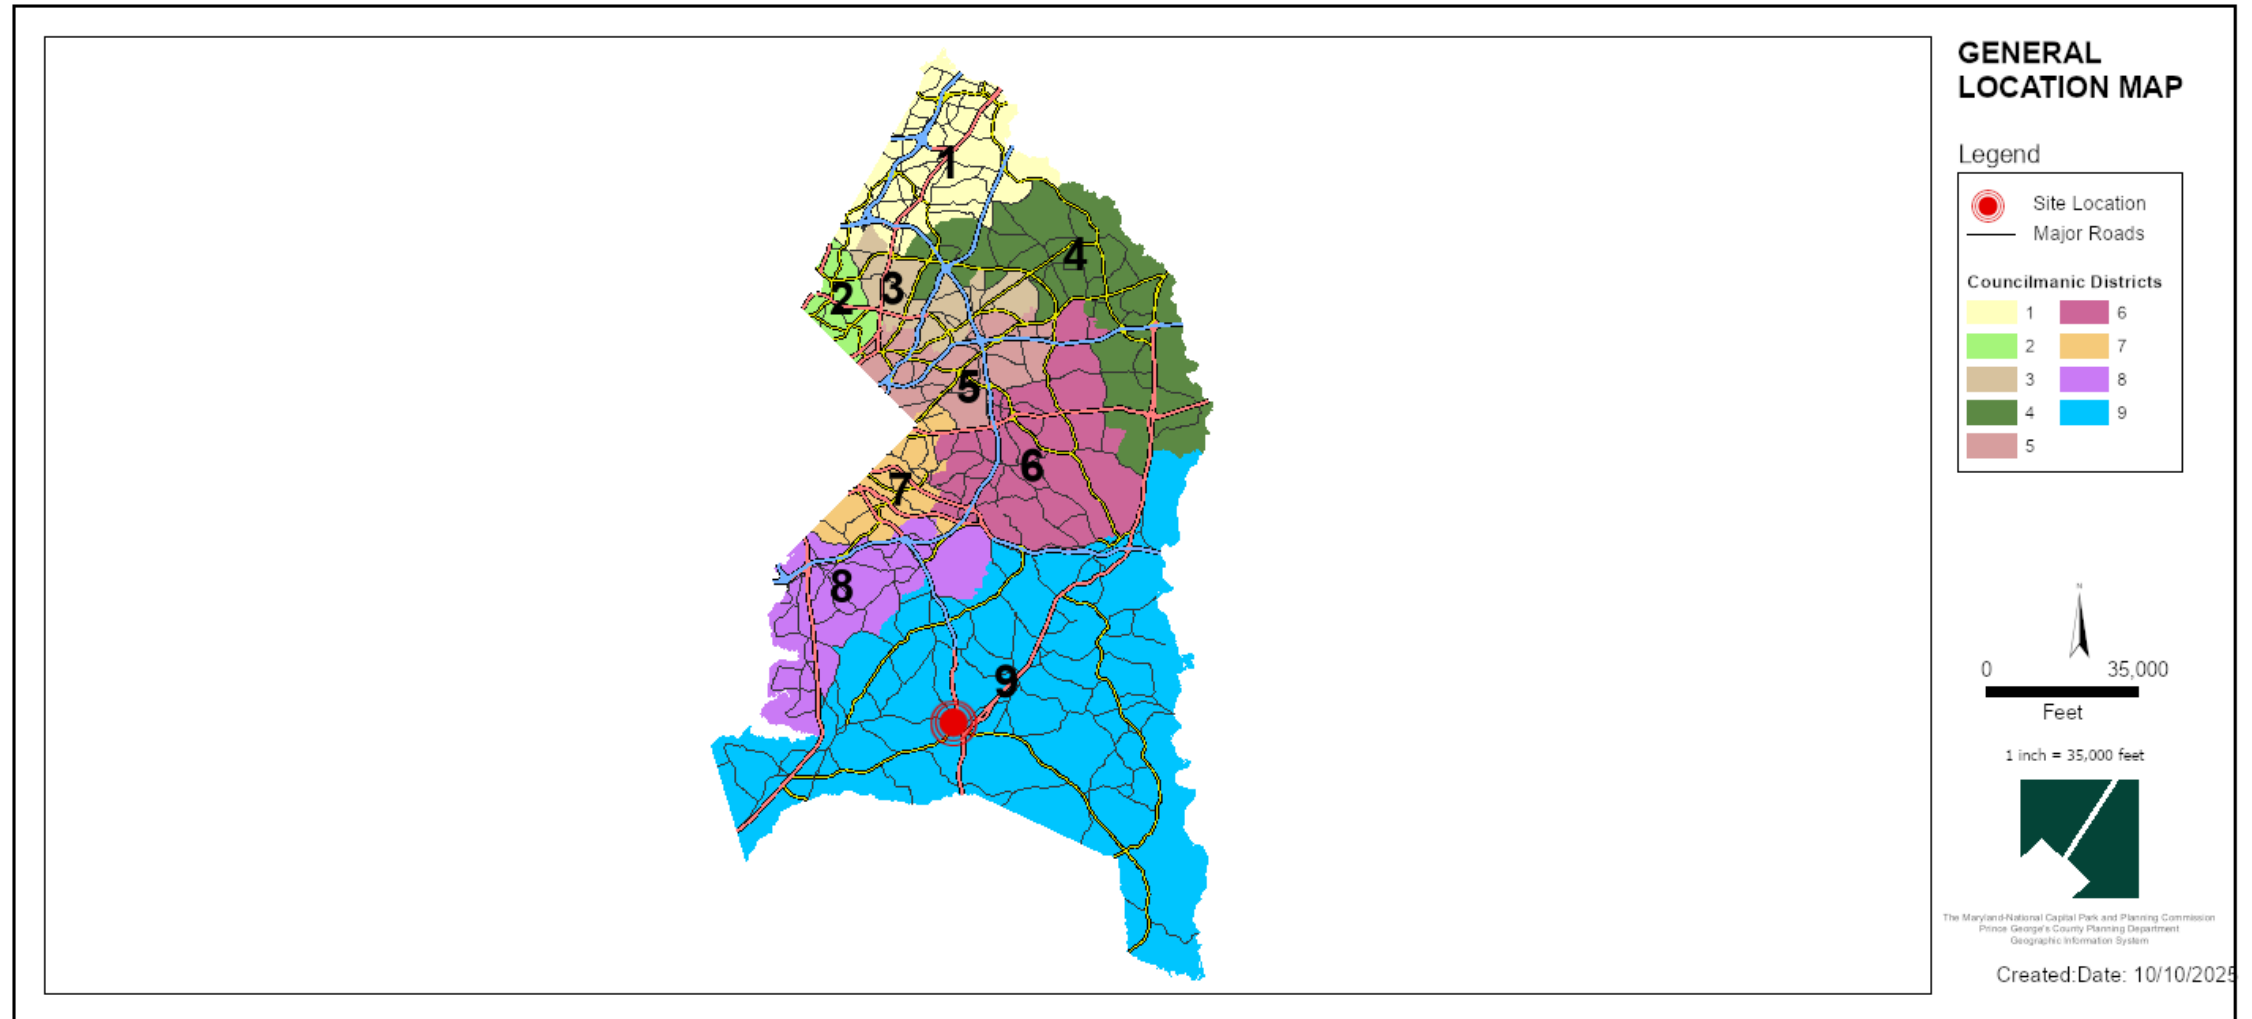 GENERAL
LOCATION MAP
Legend
Site Location
Major Roads
Councilmanic Districts
1 6
2 7
3 8
4 9
5
1
4
3
2
5
6
7
8
9
N
0 35,000
Feet
1 inch = 35,000 feet
The Maryland-National Capital Park and Planning Commission
Prince George's County Planning Department
Geographic Information System
Created:Date: 10/10/2025